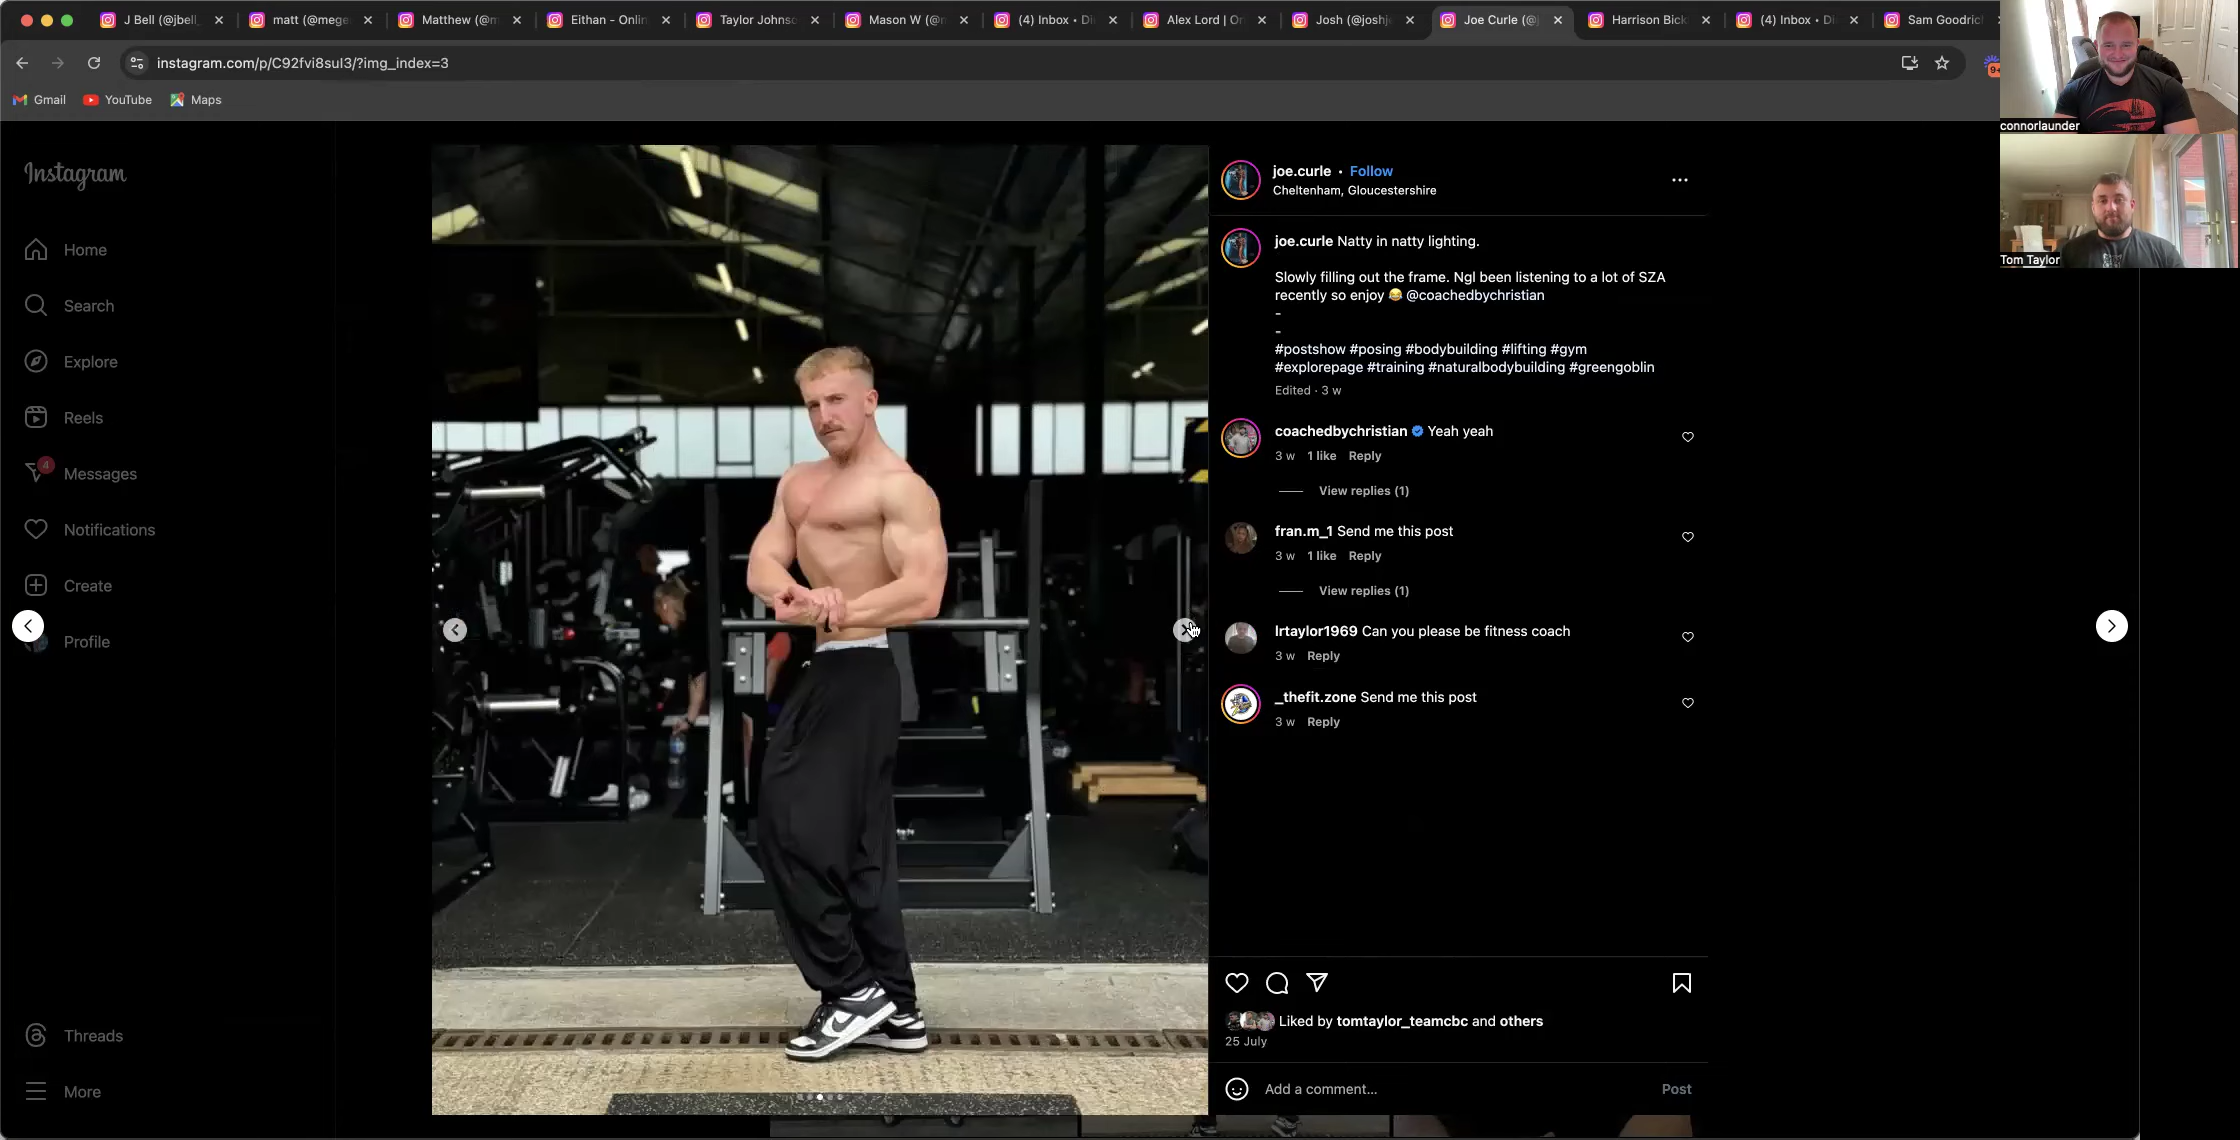 J Bell (@jbell_
matt (@mege
Matthew (@m
Eithan - Onlin
Taylor Johnso
Mason W (@m
(4) Inbox • Di
Alex Lord | On
Josh (@joshj
Joe Curle (@j
Harrison Bick
(4) Inbox • Di
Sam Goodric
instagram.com/p/C92fvi8sul3/?img_index=3
9+
Gmail
YouTube
Maps
connorlaunder
Tom Taylor
Instagram
Home
Search
Explore
Reels
4
Messages
Notifications
Create
Profile
Threads
More
joe.curle • Follow
Cheltenham, Gloucestershire
joe.curle Natty in natty lighting.
Slowly filling out the frame. Ngl been listening to a lot of SZA
recently so enjoy 😂 @coachedbychristian
-
-
#postshow #posing #bodybuilding #lifting #gym
#explorepage #training #naturalbodybuilding #greengoblin
Edited · 3 w
coachedbychristian Yeah yeah
3 w 1 like Reply
View replies (1)
fran.m_1 Send me this post
3 w 1 like Reply
View replies (1)
lrtaylor1969 Can you please be fitness coach
3 w Reply
_thefit.zone Send me this post
3 w Reply
Liked by tomtaylor_teamcbc and others
25 July
Add a comment...
Post